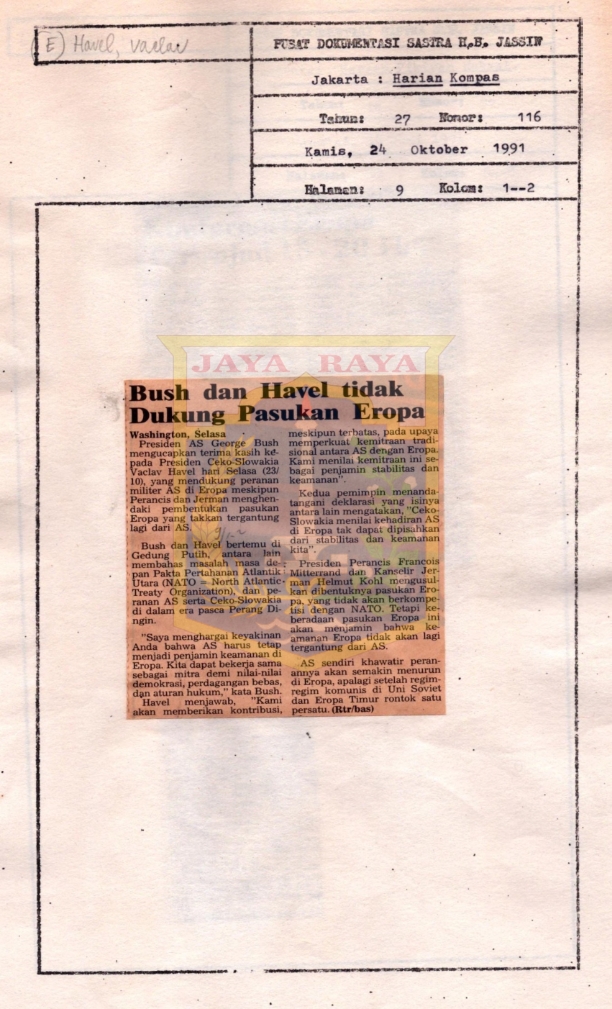 (E) Havel, Vaclav
PUSAT DOKUMENTASI SASTRA H.B. JASSIN
Jakarta : Harian Kompas
Tahun: 27 Nomor: 116
Kamis, 24 Oktober 1991
Halaman: 9 Kolom: 1--2
JAYA RAYA
Bush dan Havel tidak
Dukung Pasukan Eropa
Washington, Selasa
Presiden AS George Bush
mengucapkan terima kasih ke-
pada Presiden Ceko-Slowakia
Vaclav Havel hari Selasa (23/
10), yang mendukung peranan
militer AS di Eropa meskipun
Perancis dan Jerman menghen-
daki pembentukan pasukan
Eropa yang takkan tergantung
lagi dari AS.
Bush dan Havel bertemu di
Gedung Putih, antara lain
membahas masalah masa de-
pan Pakta Pertahanan Atlantik
Utara (NATO = North Atlantic
Treaty Organization), dan pe-
ranan AS serta Ceko-Slowakia
di dalam era pasca Perang Di-
ngin.
"Saya menghargai keyakinan
Anda bahwa AS harus tetap
menjadi penjamin keamanan di
Eropa. Kita dapat bekerja sama
sebagai mitra demi nilai-nilai
demokrasi, perdagangan bebas,
dan aturan hukum," kata Bush.
Havel menjawab, "Kami
akan memberikan kontribusi,
meskipun terbatas, pada upaya
memperkuat kemitraan tradi-
sional antara AS dengan Eropa.
Kami menilai kemitraan ini se-
bagai penjamin stabilitas dan
keamanan".
Kedua pemimpin menanda-
tangani deklarasi yang isinya
antara lain mengatakan, "Ceko-
Slowakia menilai kehadiran AS
di Eropa tak dapat dipisahkan
dari stabilitas dan keamanan
kita".
Presiden Perancis Francois
Mitterrand dan Kanselir Jer-
man Helmut Kohl mengusul-
kan dibentuknya pasukan Ero-
pa, yang tidak akan berkompe-
tisi dengan NATO. Tetapi ke-
beradaan pasukan Eropa ini
akan menjamin bahwa ke-
amanan Eropa tidak akan lagi
tergantung dari AS.
AS sendiri khawatir peran-
annya akan semakin menurun
di Eropa, apalagi setelah regim-
regim komunis di Uni Soviet
dan Eropa Timur rontok satu
persatu. (Rtr/bas)